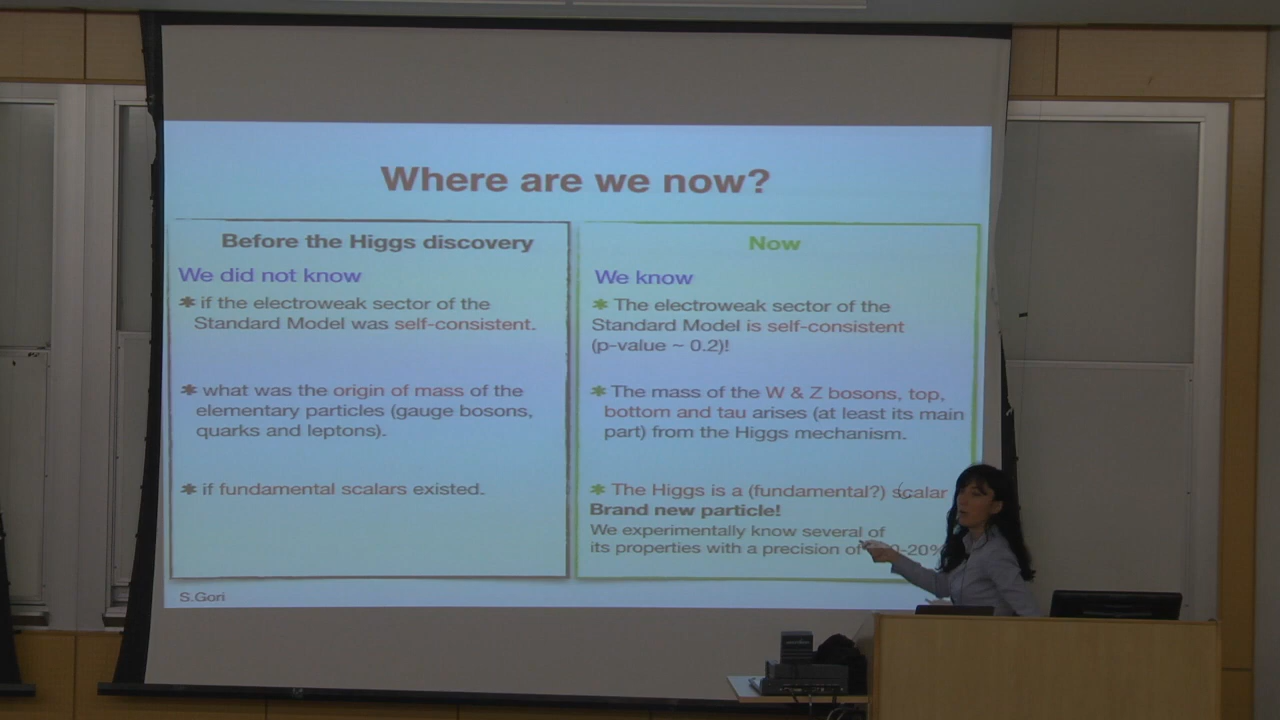 Where are we now?
Before the Higgs discovery
We did not know
✱ if the electroweak sector of the
Standard Model was self-consistent.
✱ what was the origin of mass of the
elementary particles (gauge bosons,
quarks and leptons).
✱ if fundamental scalars existed.
Now
We know
✱ The electroweak sector of the
Standard Model is self-consistent
(p-value ~ 0.2)!
✱ The mass of the W & Z bosons, top,
bottom and tau arises (at least its main
part) from the Higgs mechanism.
✱ The Higgs is a (fundamental?) scalar
Brand new particle!
We experimentally know several of
its properties with a precision of 0-20%
S.Gori